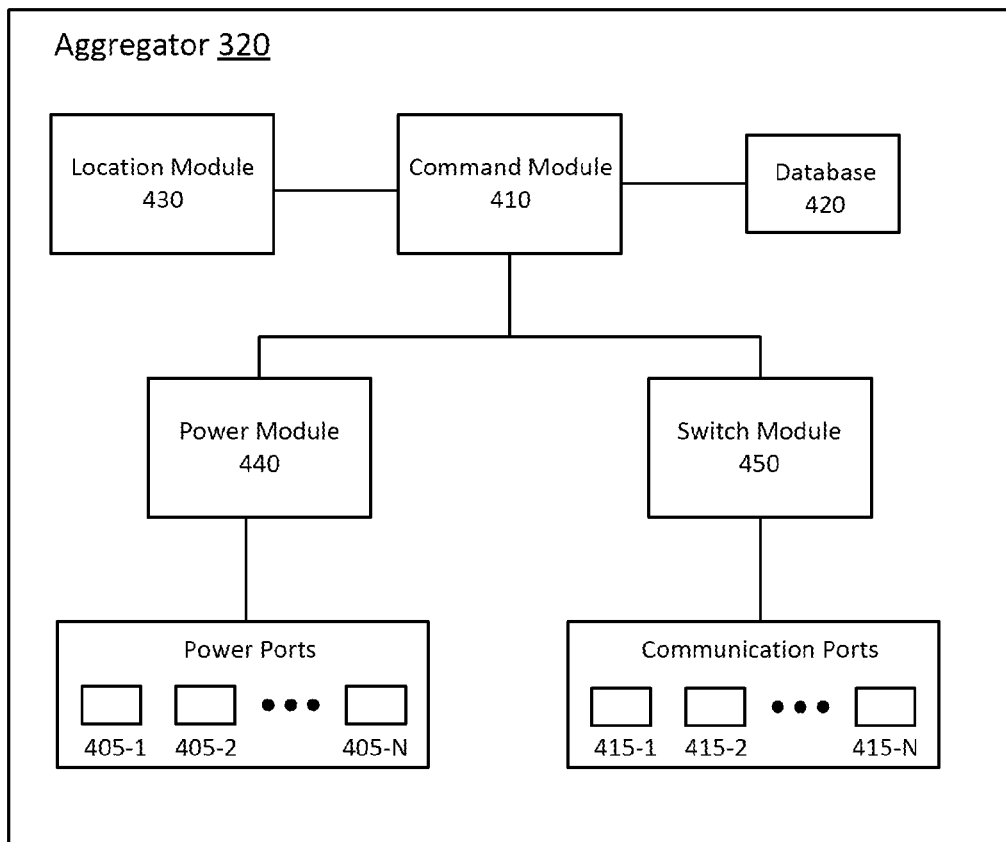 Aggregator 320
Location Module
430
Command Module
410
Database
420
Power Module
440
Switch Module
450
Power Ports
405-1 405-2 405-N
Communication Ports
415-1 415-2 415-N